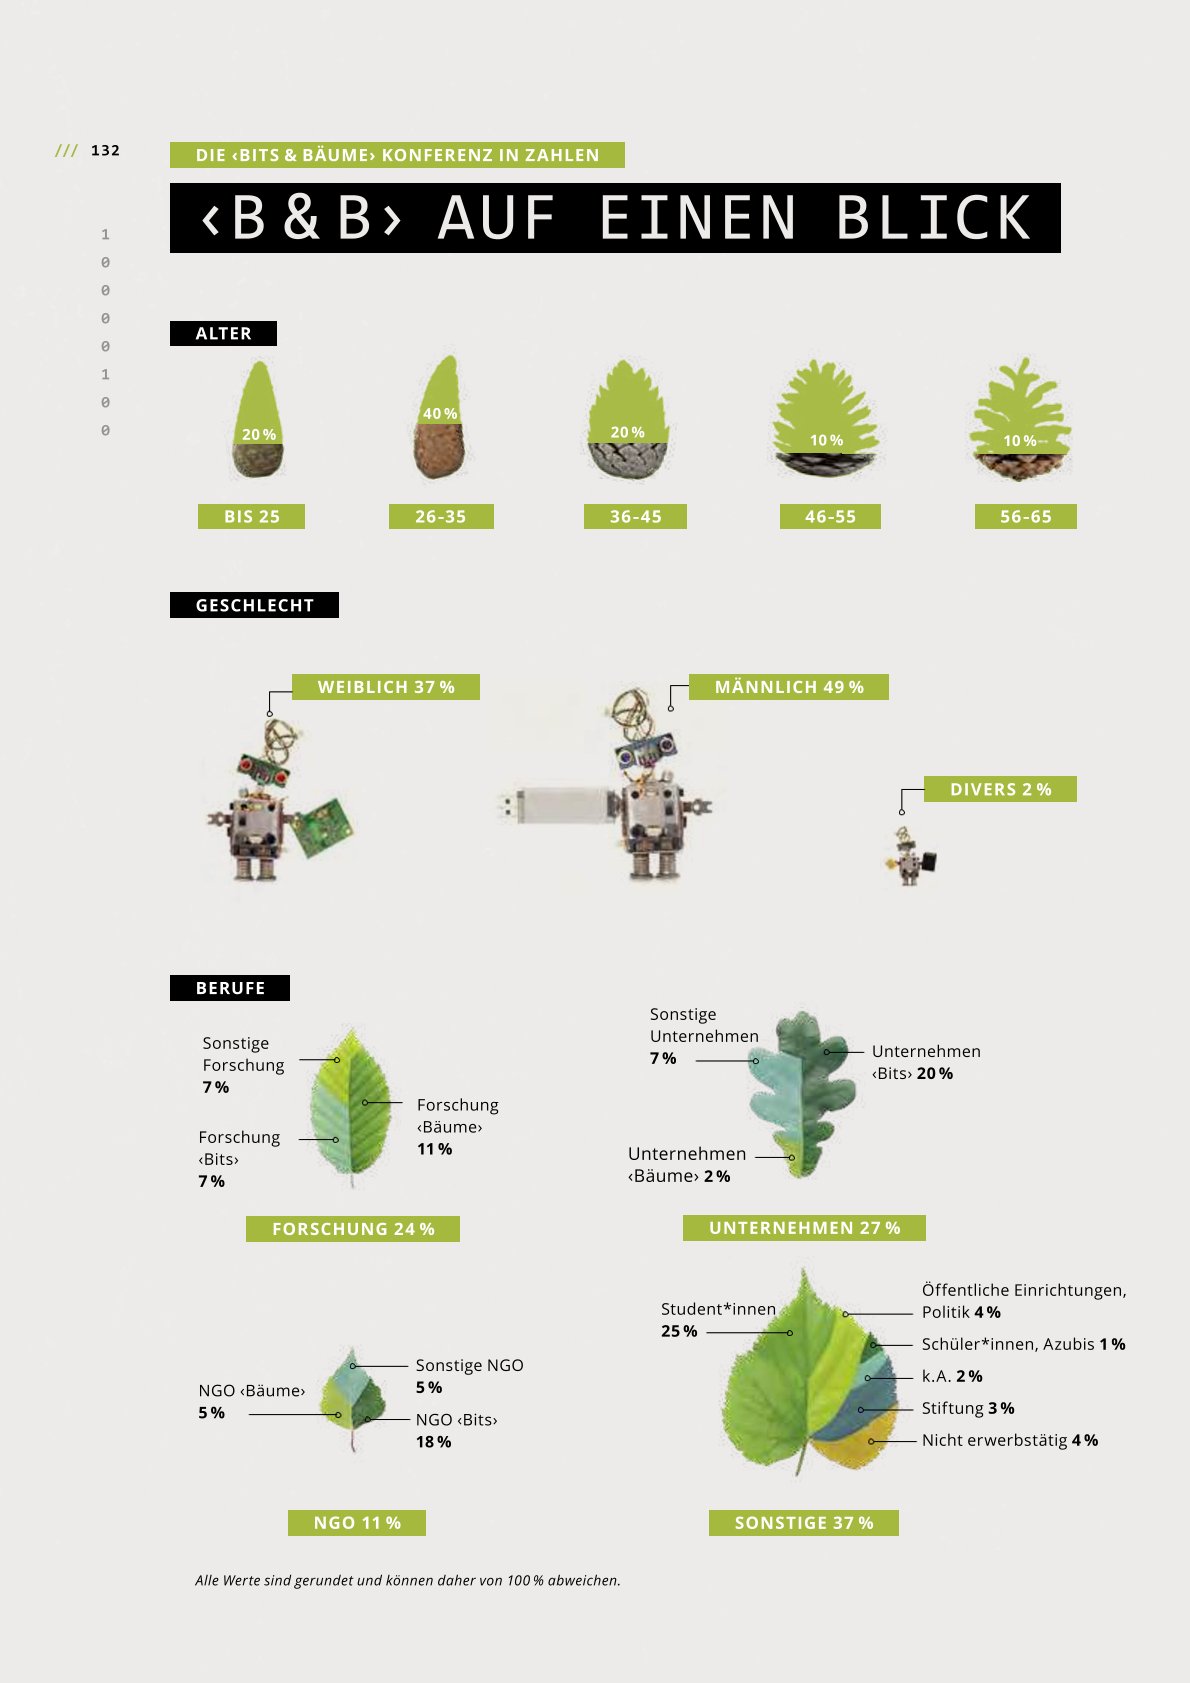 /// 132
DIE ‹BITS & BÄUME› KONFERENZ IN ZAHLEN
‹B & B› AUF EINEN BLICK
1
0
0
0
0
1
0
0
ALTER
20 %
40 %
20 %
10 %
10 %
BIS 25
26–35
36–45
46–55
56–65
GESCHLECHT
WEIBLICH 37 %
MÄNNLICH 49 %
DIVERS 2 %
BERUFE
Sonstige
Forschung
7 %
Forschung
‹Bäume›
11 %
Forschung
‹Bits›
7 %
FORSCHUNG 24 %
Sonstige
Unternehmen
7 %
Unternehmen
‹Bits› 20 %
Unternehmen
‹Bäume› 2 %
UNTERNEHMEN 27 %
NGO ‹Bäume›
5 %
Sonstige NGO
5 %
NGO ‹Bits›
18 %
NGO 11 %
Student*innen
25 %
Öffentliche Einrichtungen,
Politik 4 %
Schüler*innen, Azubis 1 %
k.A. 2 %
Stiftung 3 %
Nicht erwerbstätig 4 %
SONSTIGE 37 %
Alle Werte sind gerundet und können daher von 100 % abweichen.